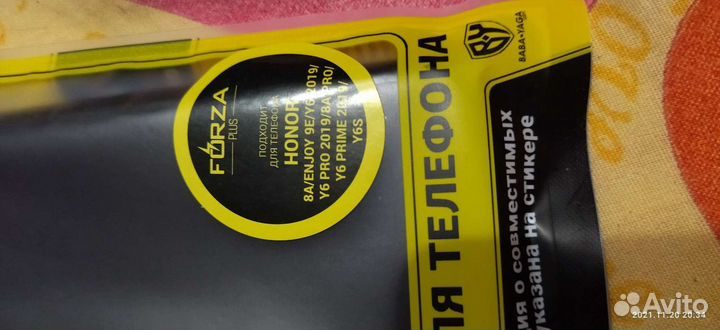 FORZA
PLUS
ПОДХОДИТ
ДЛЯ ТЕЛЕФОНА
HONOR
8A/ENJOY 9E/Y6 2019/
Y6 PRO 2019/8A PRO/
Y6 PRIME 2019/
Y6S
ЛЯ ТЕЛЕФОНА
BY
BABA•YAGA
ия о совместимых
указана на стикере
Avito
2021.11.20 20:34